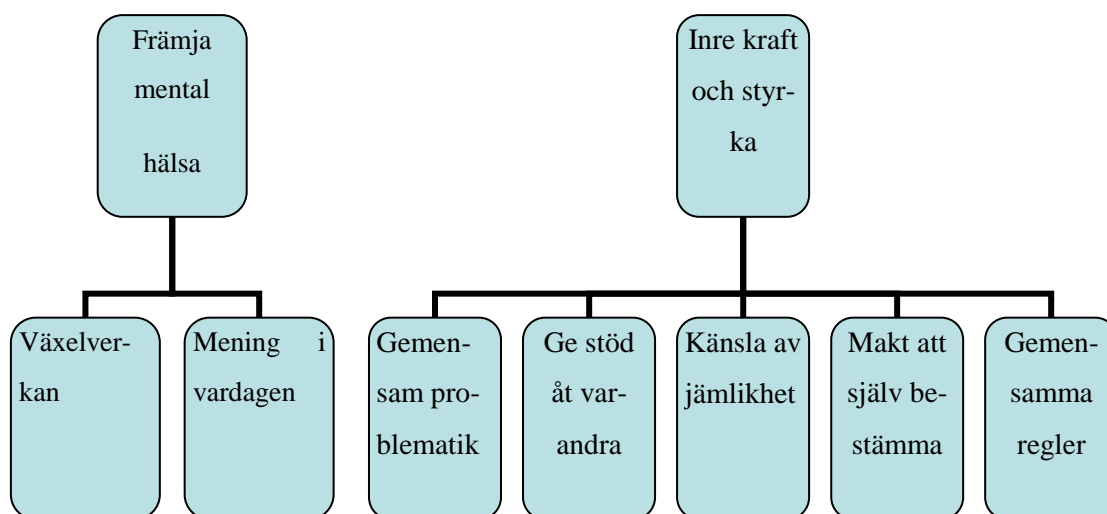 Främja
mental
hälsa
Inre kraft
och styr-
ka
Växelver-
kan
Mening i
vardagen
Gemen-
sam pro-
blematik
Ge stöd
åt var-
andra
Känsla av
jämlikhet
Makt att
själv be-
stämma
Gemen-
samma
regler